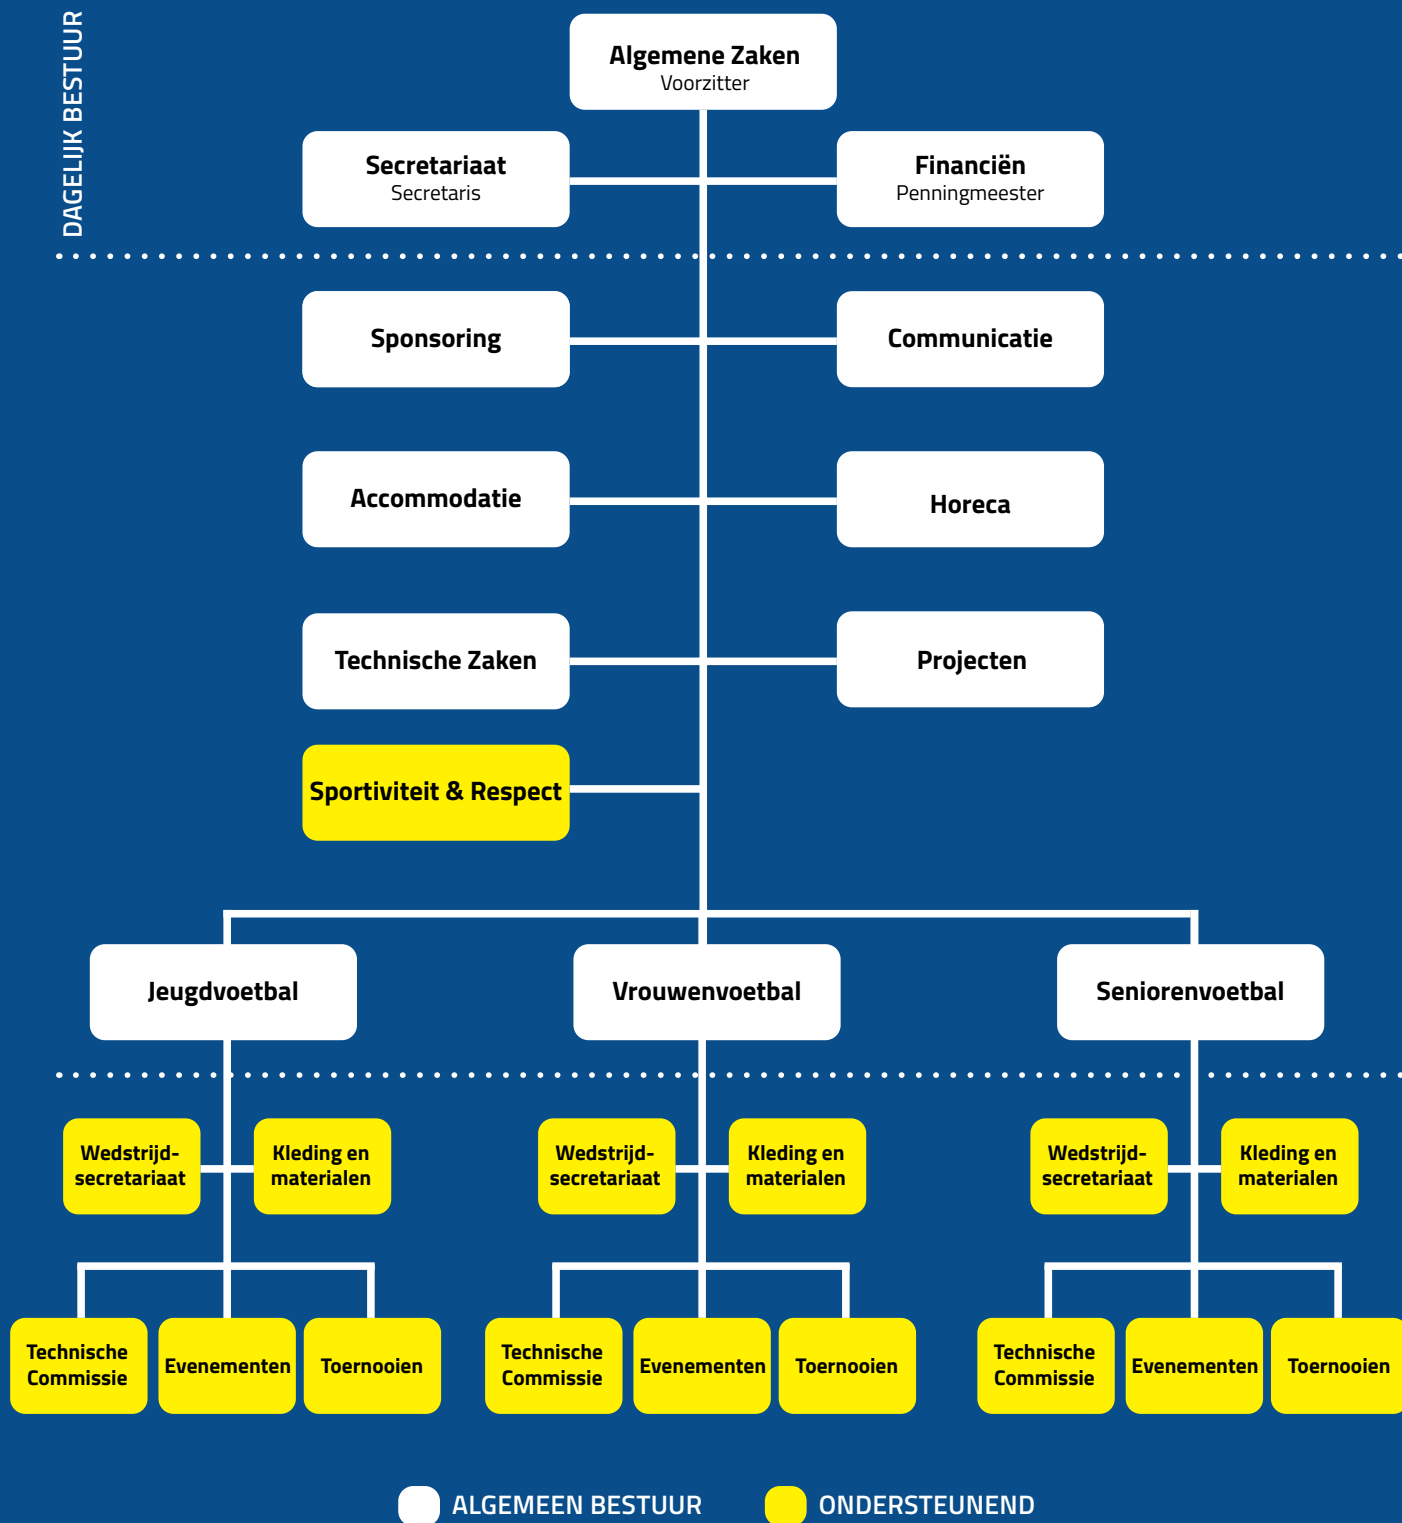 DAGELIJK BESTUUR
Algemene Zaken
Voorzitter
Secretariaat
Secretaris
Financiën
Penningmeester
Sponsoring
Communicatie
Accommodatie
Horeca
Technische Zaken
Projecten
Sportiviteit & Respect
Jeugdvoetbal
Vrouwenvoetbal
Seniorenvoetbal
Wedstrijd-
secretariaat
Kleding en
materialen
Wedstrijd-
secretariaat
Kleding en
materialen
Wedstrijd-
secretariaat
Kleding en
materialen
Technische
Commissie
Evenementen
Toernooien
Technische
Commissie
Evenementen
Toernooien
Technische
Commissie
Evenementen
Toernooien
ALGEMEEN BESTUUR
ONDERSTEUNEND